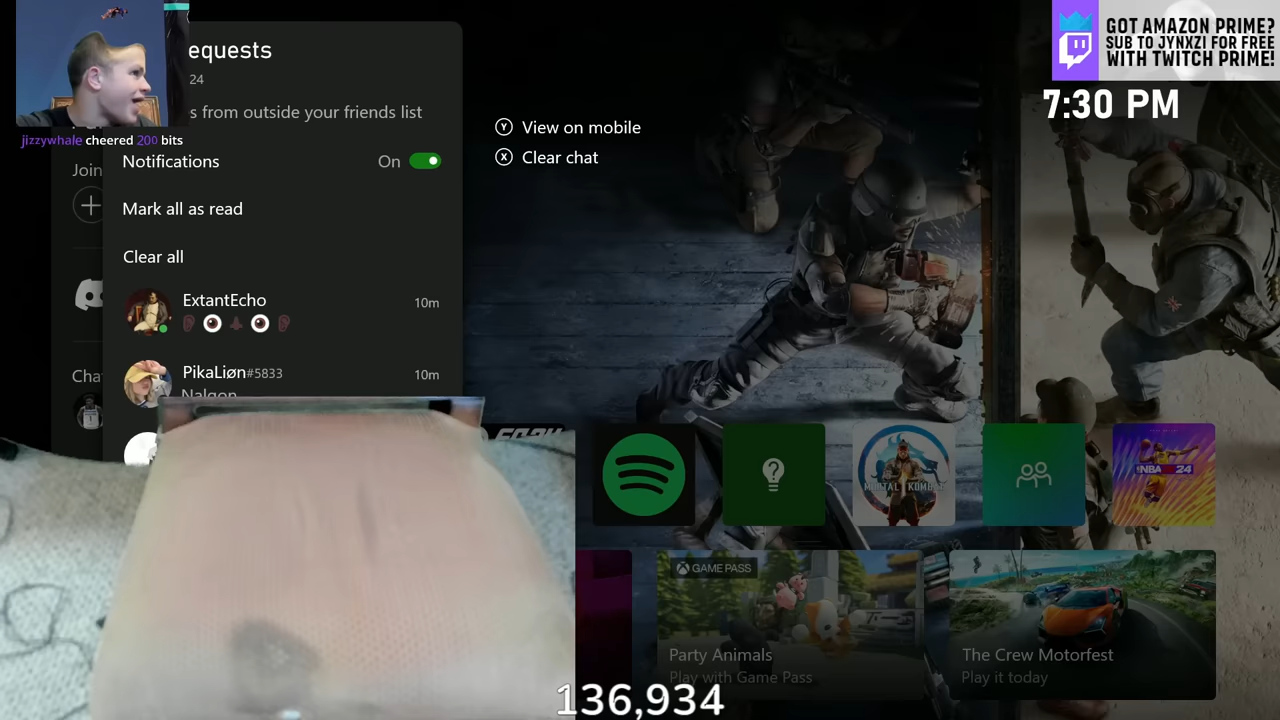 equests
24
s from outside your friends list
jizzywhale cheered 200 bits
Notifications
On
Join
Mark all as read
Clear all
ExtantEcho
10m
PikaLiøn#5833
10m
Nalgon
Chat
Y View on mobile
X Clear chat
GOT AMAZON PRIME?
SUB TO JYNXZI FOR FREE
WITH TWITCH PRIME!
7:30 PM
MORTAL KOMBAT
NBA 2K24
GAME PASS
Party Animals
Play with Game Pass
The Crew Motorfest
Play it today
136,934